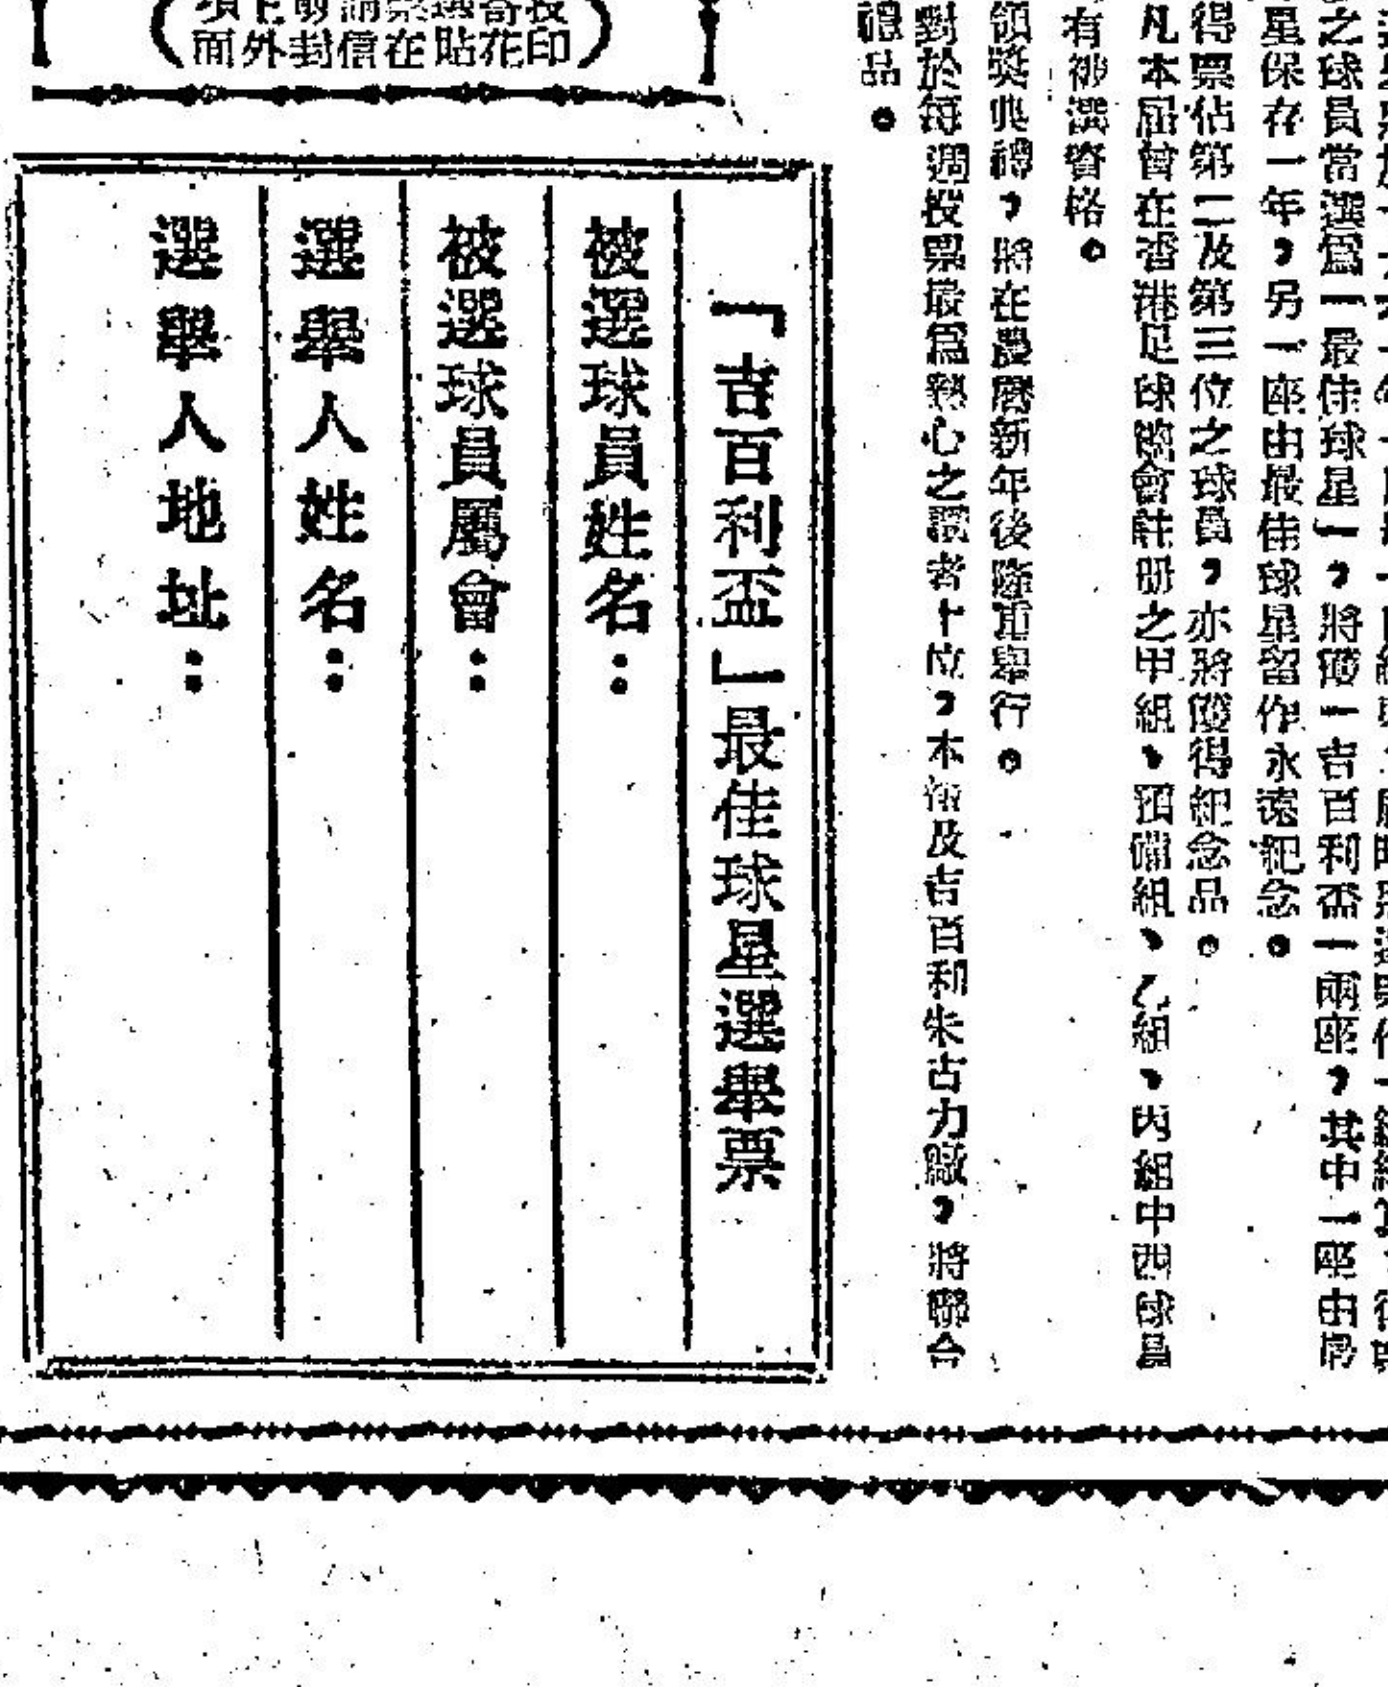 之球員當選爲「最佳球星」，將獲「吉百利盃」兩座，其中一座由
星保存一年，另一座由最佳球星留作永遠紀念。
得票佔第二及第三位之球員，亦將獲得紀念品。
凡本屆曾在香港足球總會註册之甲組、預備組、乙組、丙組中西球員
有被選資格。
領獎典禮，將在農曆新年後隆重舉行。
對於每週投票最爲熱心之讀者十位，本報及吉百利朱古力廠，將聯合
禮品。
印花貼在信封外面
「吉百利盃」最佳球星選舉票
被選球員姓名：
被選球員屬會：
選舉人姓名：
選舉人地址：